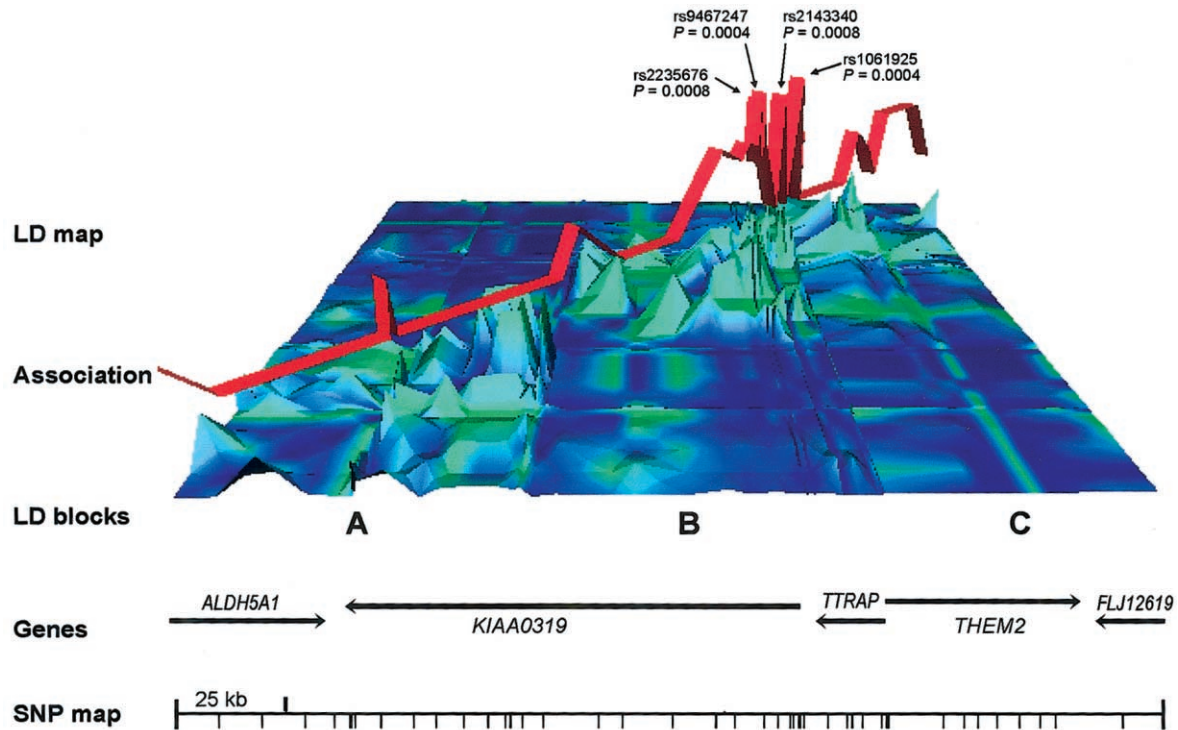 rs9467247
P = 0.0004
rs2143340
P = 0.0008
rs2235676
P = 0.0008
rs1061925
P = 0.0004
LD map
Association
LD blocks
A
B
C
Genes
ALDH5A1
KIAA0319
TTRAP
THEM2
FLJ12619
SNP map
25 kb